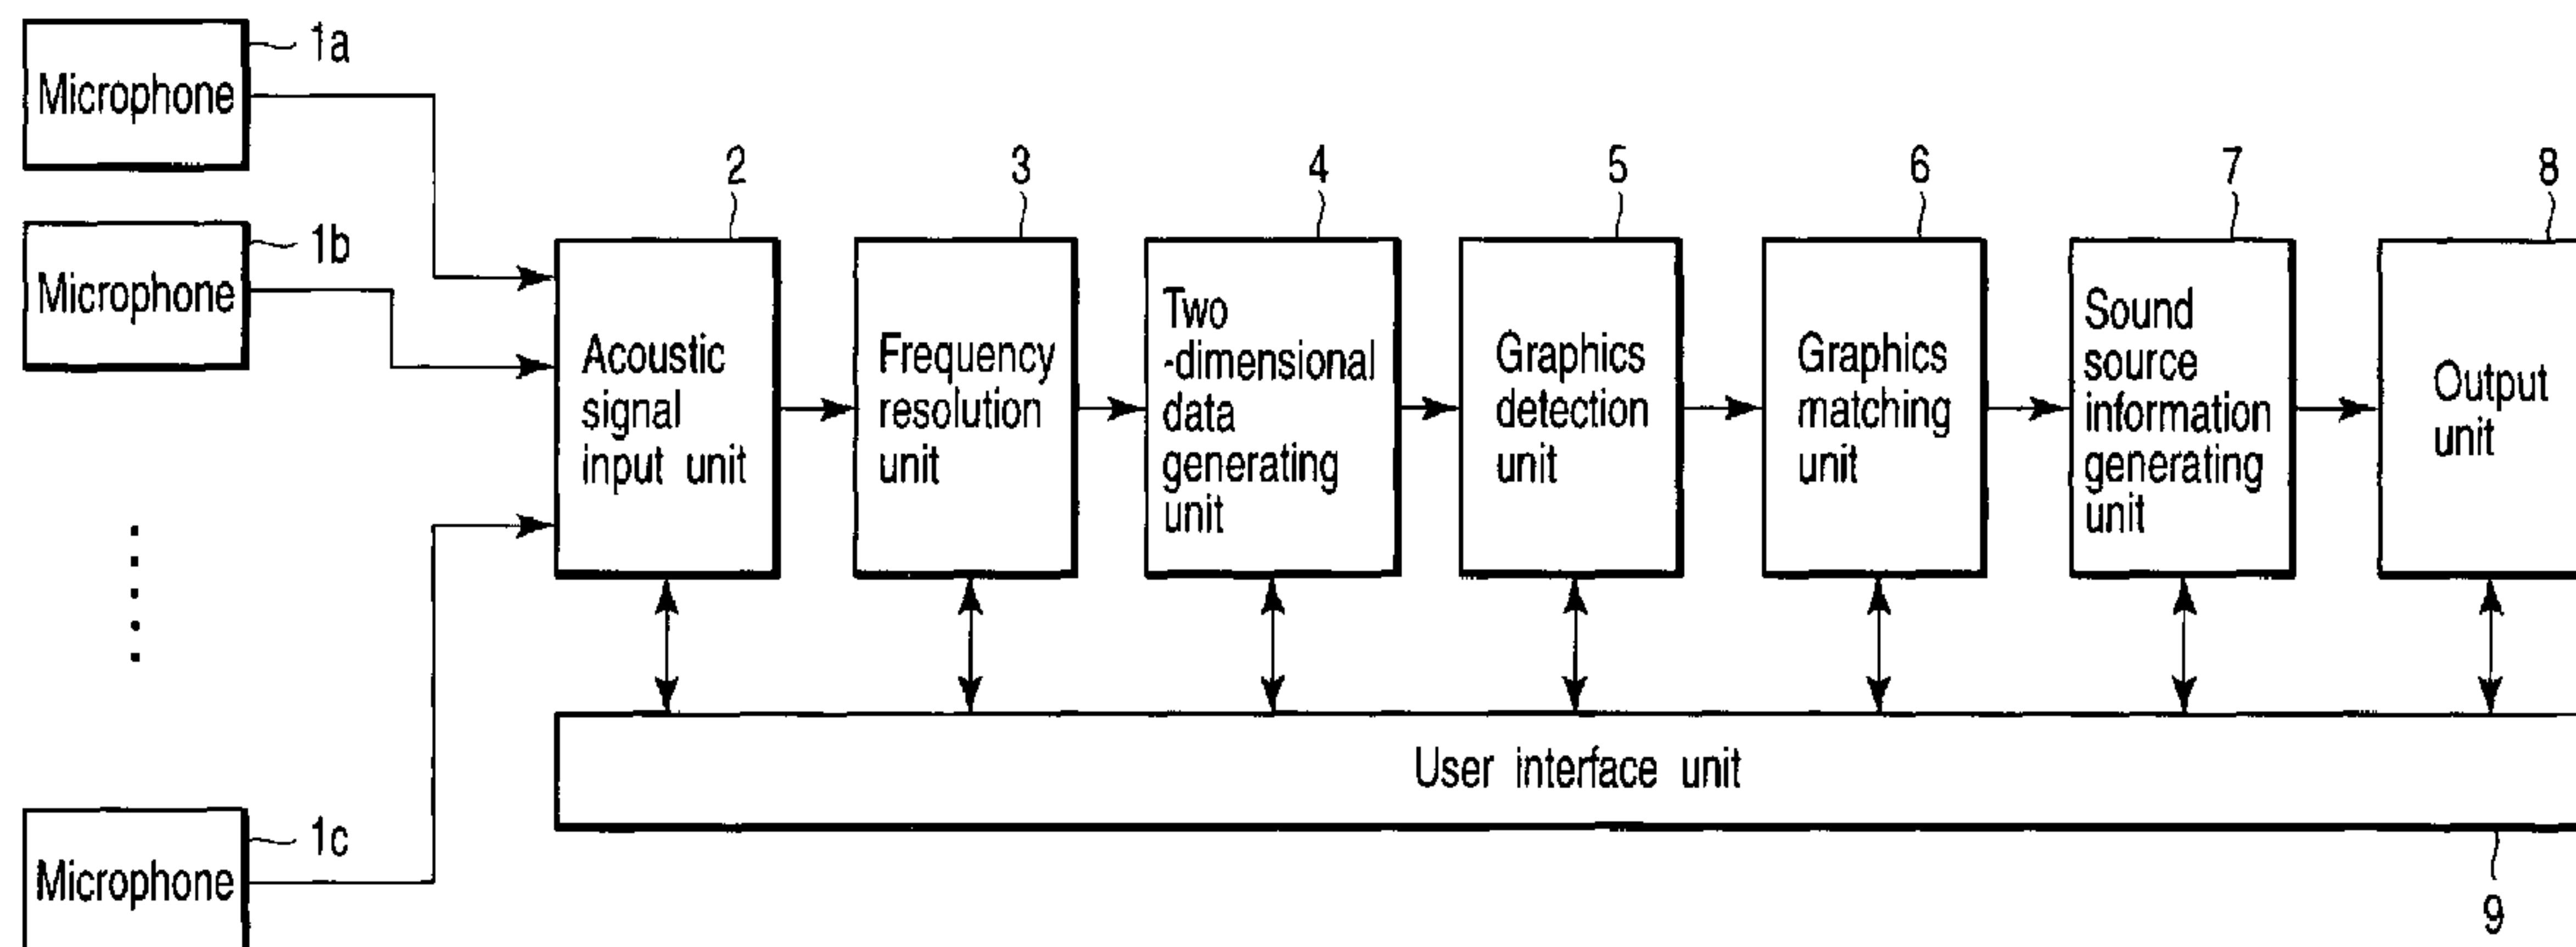 Microphone
1a
Microphone
1b
Microphone
1c
2
Acoustic
signal
input unit
3
Frequency
resolution
unit
4
Two
-dimensional
data
generating
unit
5
Graphics
detection
unit
6
Graphics
matching
unit
7
Sound
source
information
generating
unit
8
Output
unit
User interface unit
9